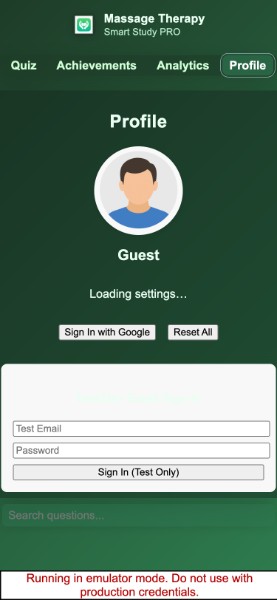 Massage Therapy
Smart Study PRO
Quiz Achievements Analytics Profile
Profile
Guest
Loading settings…
Sign In with Google Reset All
Test Email
Password
Sign In (Test Only)
Search questions...
Running in emulator mode. Do not use with
production credentials.